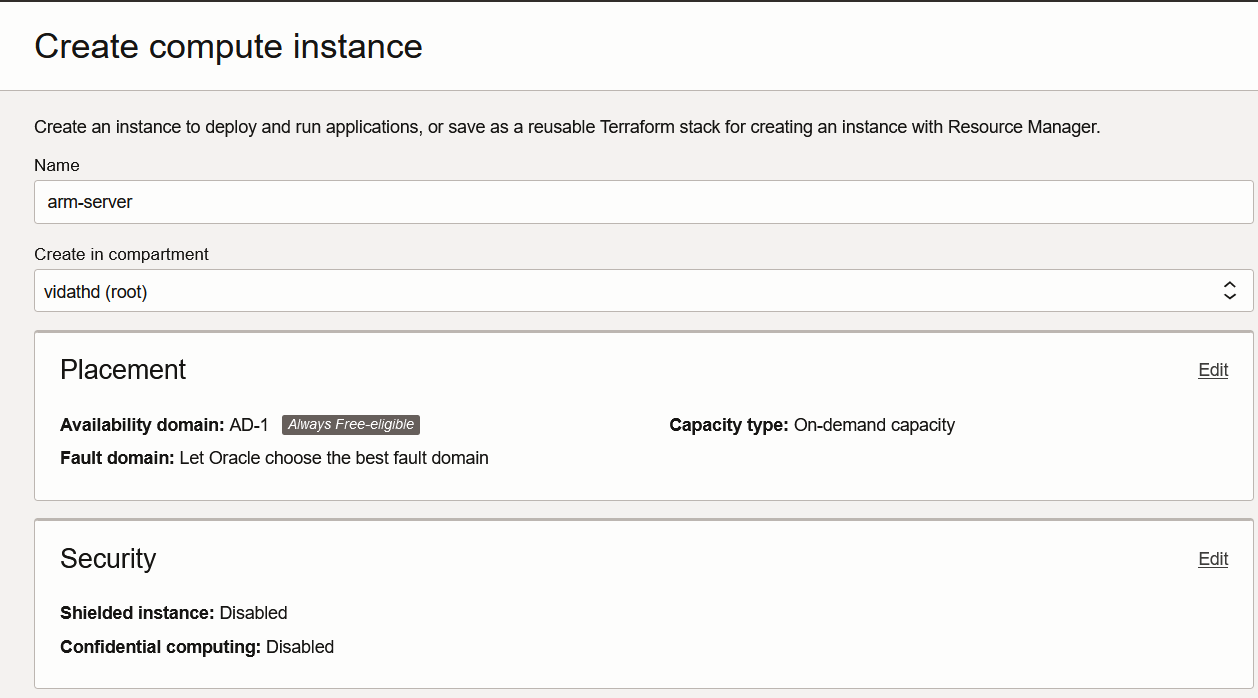 Create compute instance
Create an instance to deploy and run applications, or save as a reusable Terraform stack for creating an instance with Resource Manager.
Name
arm-server
Create in compartment
vidathd (root)
Placement
Edit
Availability domain: AD-1 Always Free-eligible
Capacity type: On-demand capacity
Fault domain: Let Oracle choose the best fault domain
Security
Edit
Shielded instance: Disabled
Confidential computing: Disabled